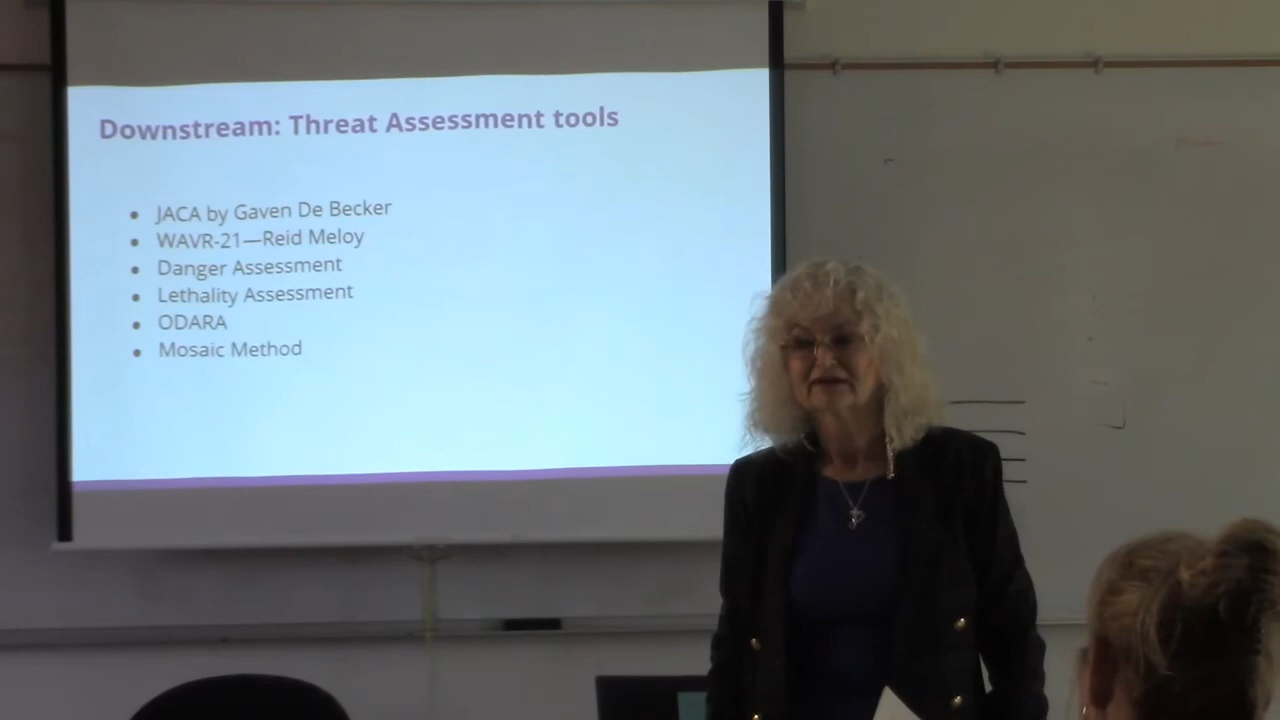 Downstream: Threat Assessment tools
JACA by Gaven De Becker
WAVR-21—Reid Meloy
Danger Assessment
Lethality Assessment
ODARA
Mosaic Method